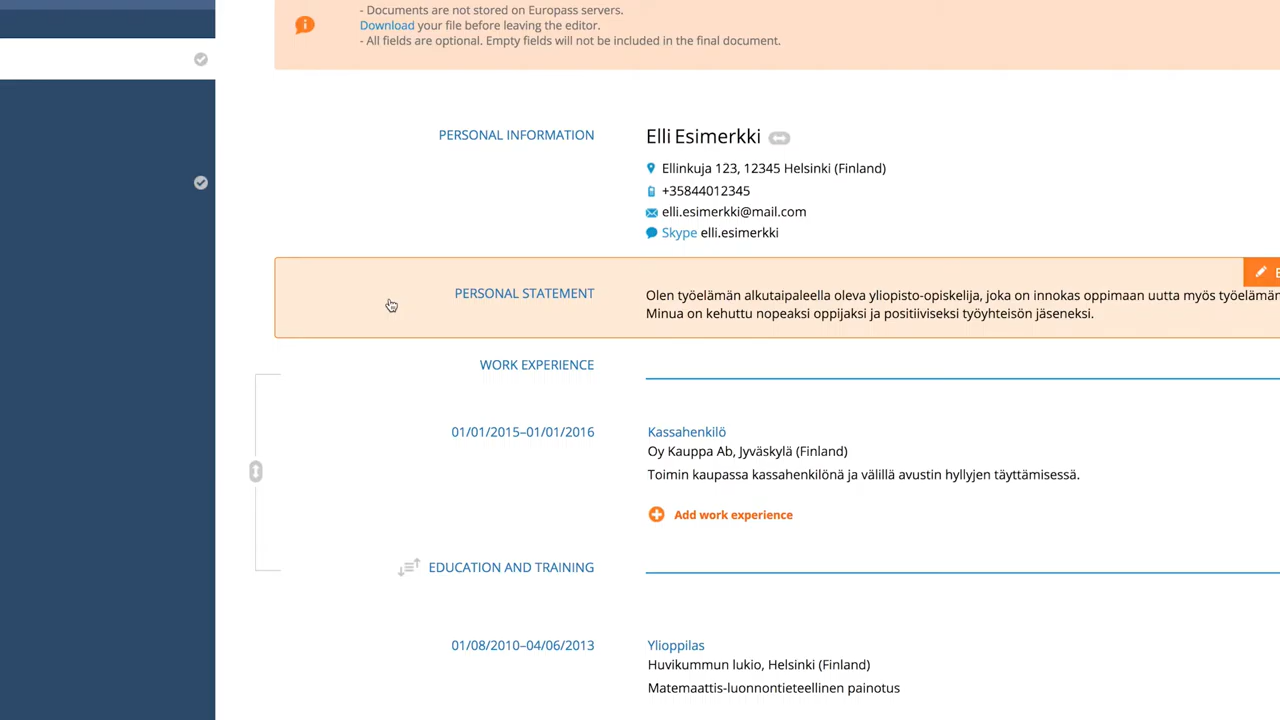 - Documents are not stored on Europass servers.
Download your file before leaving the editor.
- All fields are optional. Empty fields will not be included in the final document.
PERSONAL INFORMATION
Elli Esimerkki
Ellinkuja 123, 12345 Helsinki (Finland)
+35844012345
elli.esimerkki@mail.com
Skype elli.esimerkki
PERSONAL STATEMENT
Olen työelämän alkutaipaleella oleva yliopisto-opiskelija, joka on innokas oppimaan uutta myös työelämän
Minua on kehuttu nopeaksi oppijaksi ja positiiviseksi työyhteisön jäseneksi.
WORK EXPERIENCE
01/01/2015–01/01/2016
Kassahenkilö
Oy Kauppa Ab, Jyväskylä (Finland)
Toimin kaupassa kassahenkilönä ja välillä avustin hyllyjen täyttämisessä.
Add work experience
EDUCATION AND TRAINING
01/08/2010–04/06/2013
Ylioppilas
Huvikummun lukio, Helsinki (Finland)
Matemaattis-luonnontieteellinen painotus